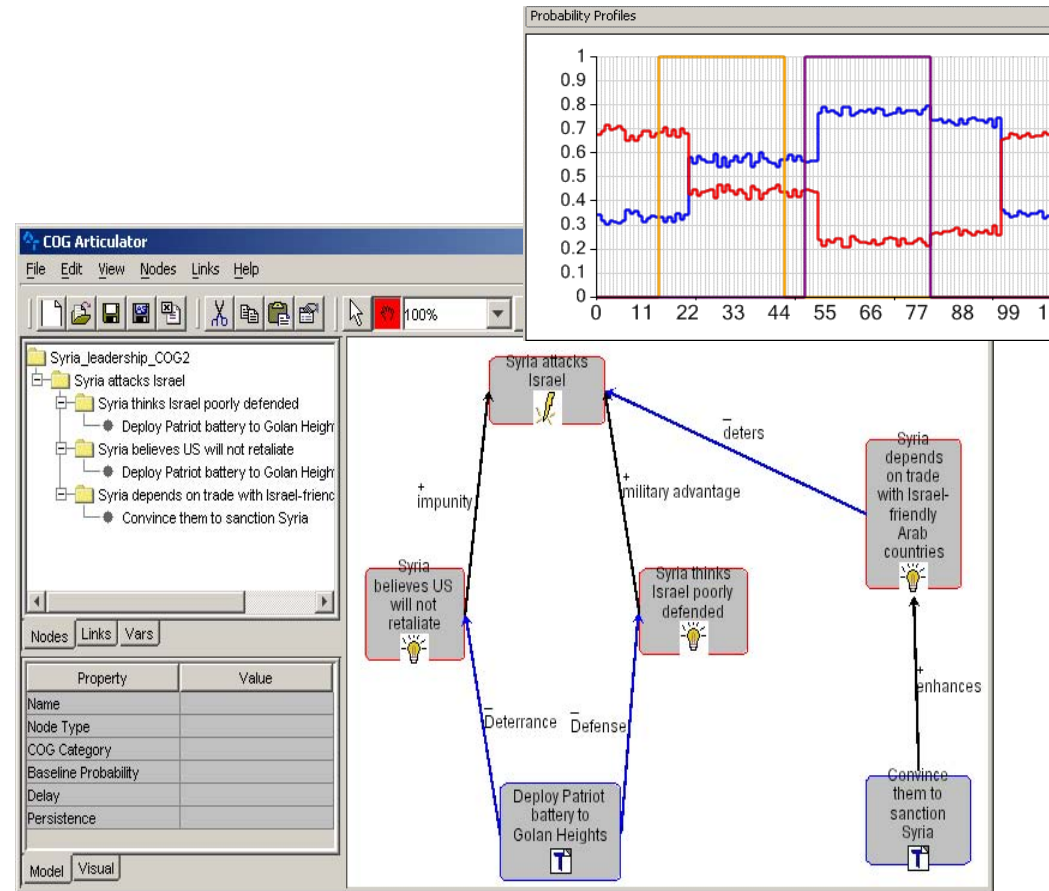 Probability Profiles
1
0.9
0.8
0.7
0.6
0.5
0.4
0.3
0.2
0.1
0
0 11 22 33 44 55 66 77 88 99 1
COG Articulator
File Edit View Nodes Links Help
100%
Syria_leadership_COG2
Syria attacks Israel
Syria thinks Israel poorly defended
Deploy Patriot battery to Golan Heigh
Syria believes US will not retaliate
Deploy Patriot battery to Golan Heigh
Syria depends on trade with Israel-frienc
Convince them to sanction Syria
Nodes Links Vars
Property Value
Name
Node Type
COG Category
Baseline Probability
Delay
Persistence
Model Visual
Syria attacks
Israel
–
deters
+
impunity
+
military advantage
Syria
depends
on trade
with Israel-
friendly
Arab
countries
Syria
believes US
will not
retaliate
Syria thinks
Israel poorly
defended
+
enhances
–
Deterrance
–
Defense
Deploy Patriot
battery to
Golan Heights
T
Convince
them to
sanction
Syria
T